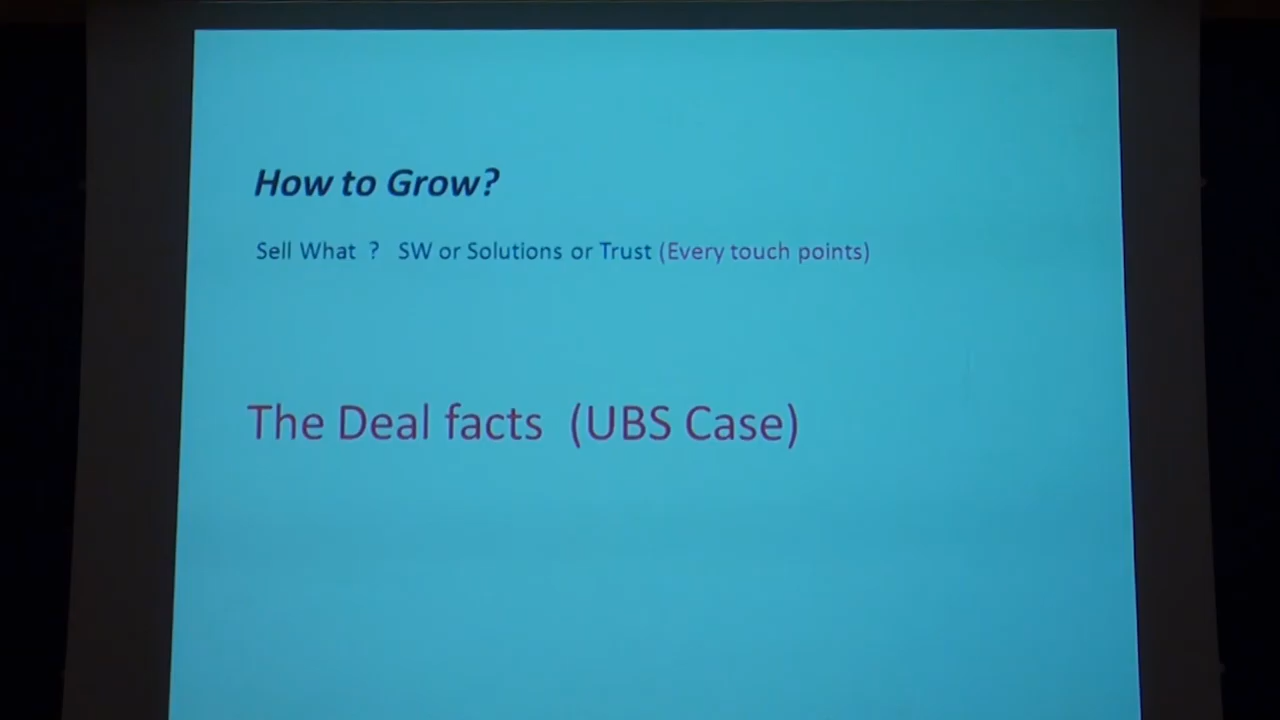 How to Grow?
Sell What ? SW or Solutions or Trust (Every touch points)
The Deal facts (UBS Case)